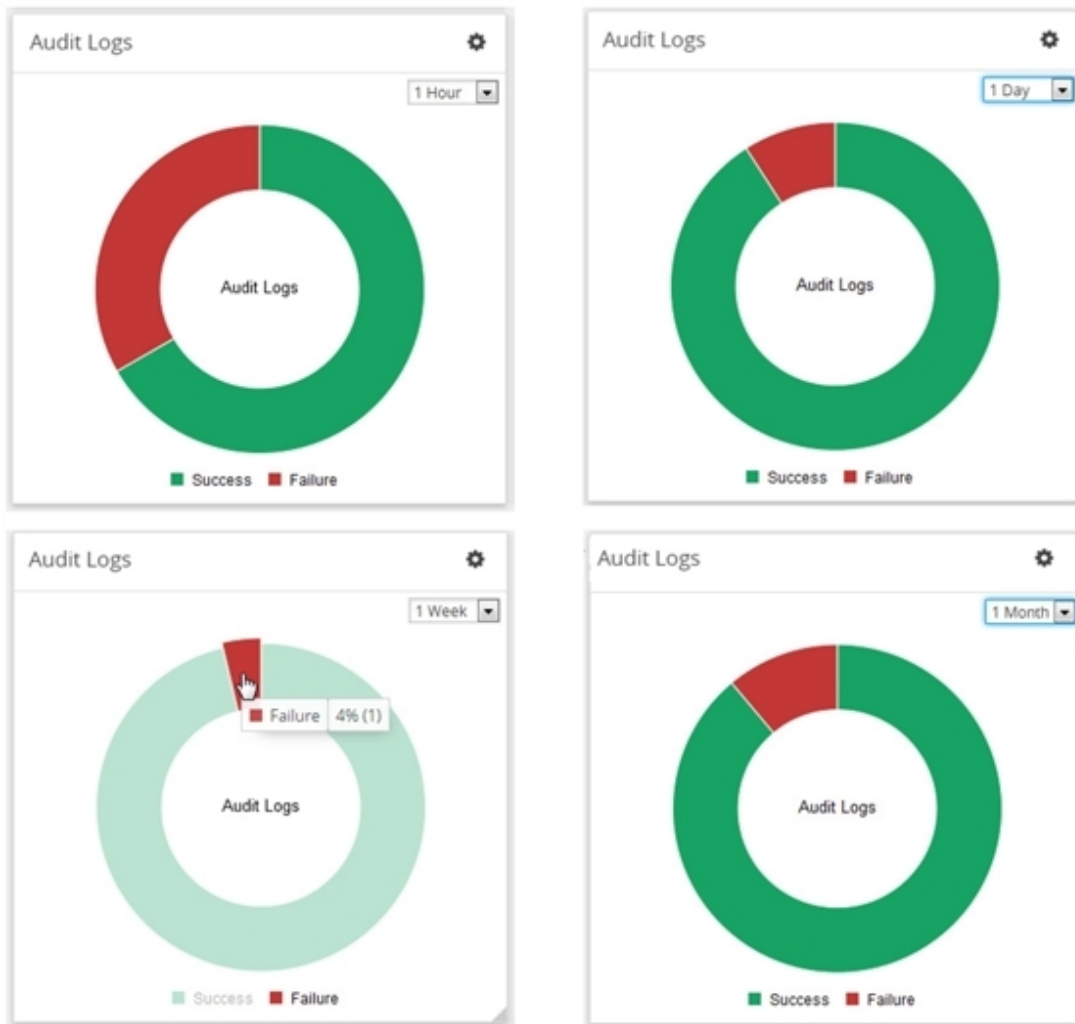 Audit Logs
1 Hour
Audit Logs
Success Failure
Audit Logs
1 Day
Audit Logs
Success Failure
Audit Logs
1 Week
Failure 4% (1)
Audit Logs
Success Failure
Audit Logs
1 Month
Audit Logs
Success Failure